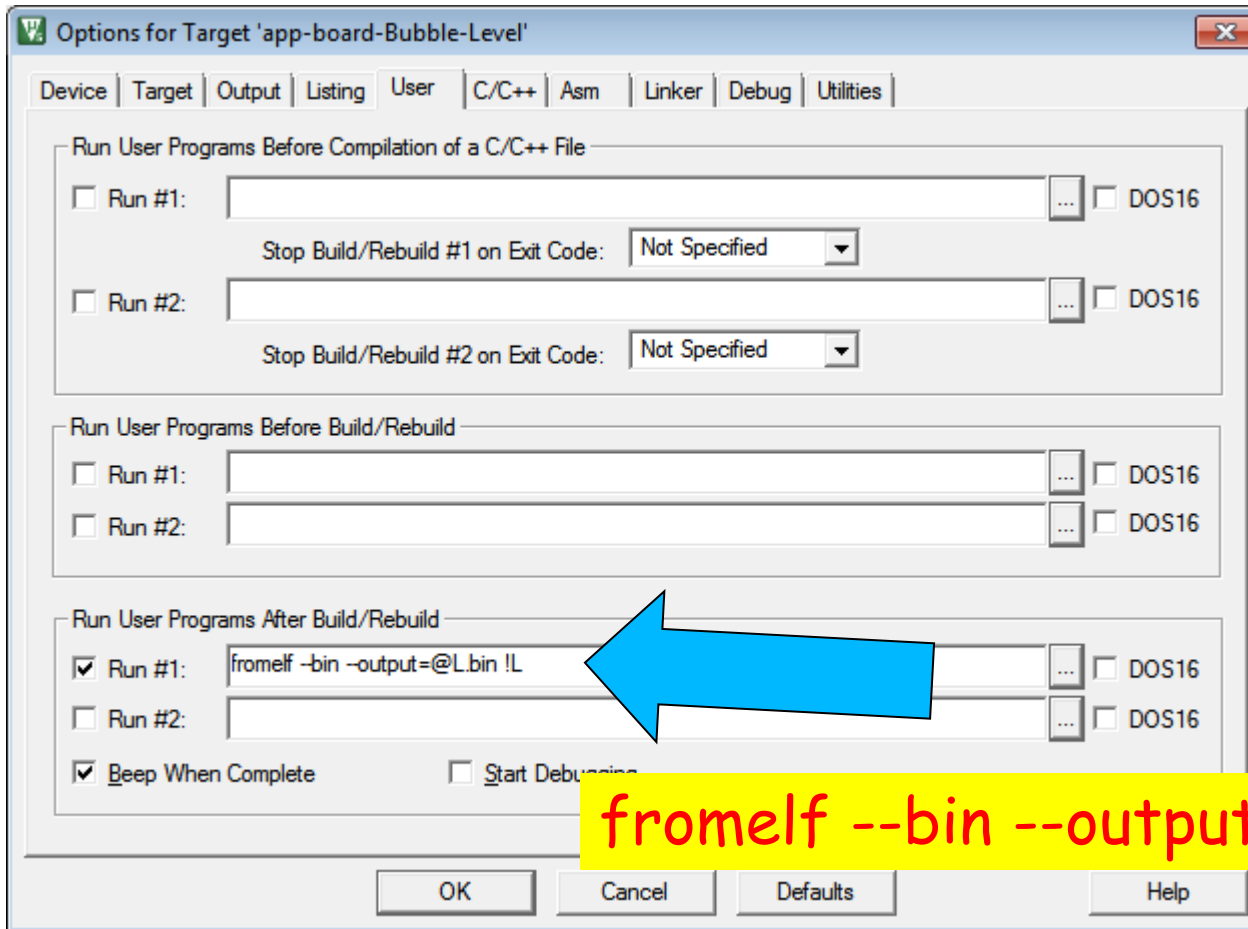 Options for Target 'app-board-Bubble-Level'
Device Target Output Listing User C/C++ Asm Linker Debug Utilities
Run User Programs Before Compilation of a C/C++ File
Run #1: ... DOS16
Stop Build/Rebuild #1 on Exit Code: Not Specified
Run #2: ... DOS16
Stop Build/Rebuild #2 on Exit Code: Not Specified
Run User Programs Before Build/Rebuild
Run #1: ... DOS16
Run #2: ... DOS16
Run User Programs After Build/Rebuild
Run #1: fromelf --bin --output=@L.bin !L ... DOS16
Run #2: ... DOS16
Beep When Complete Start Debugging
fromelf --bin --output
OK Cancel Defaults Help